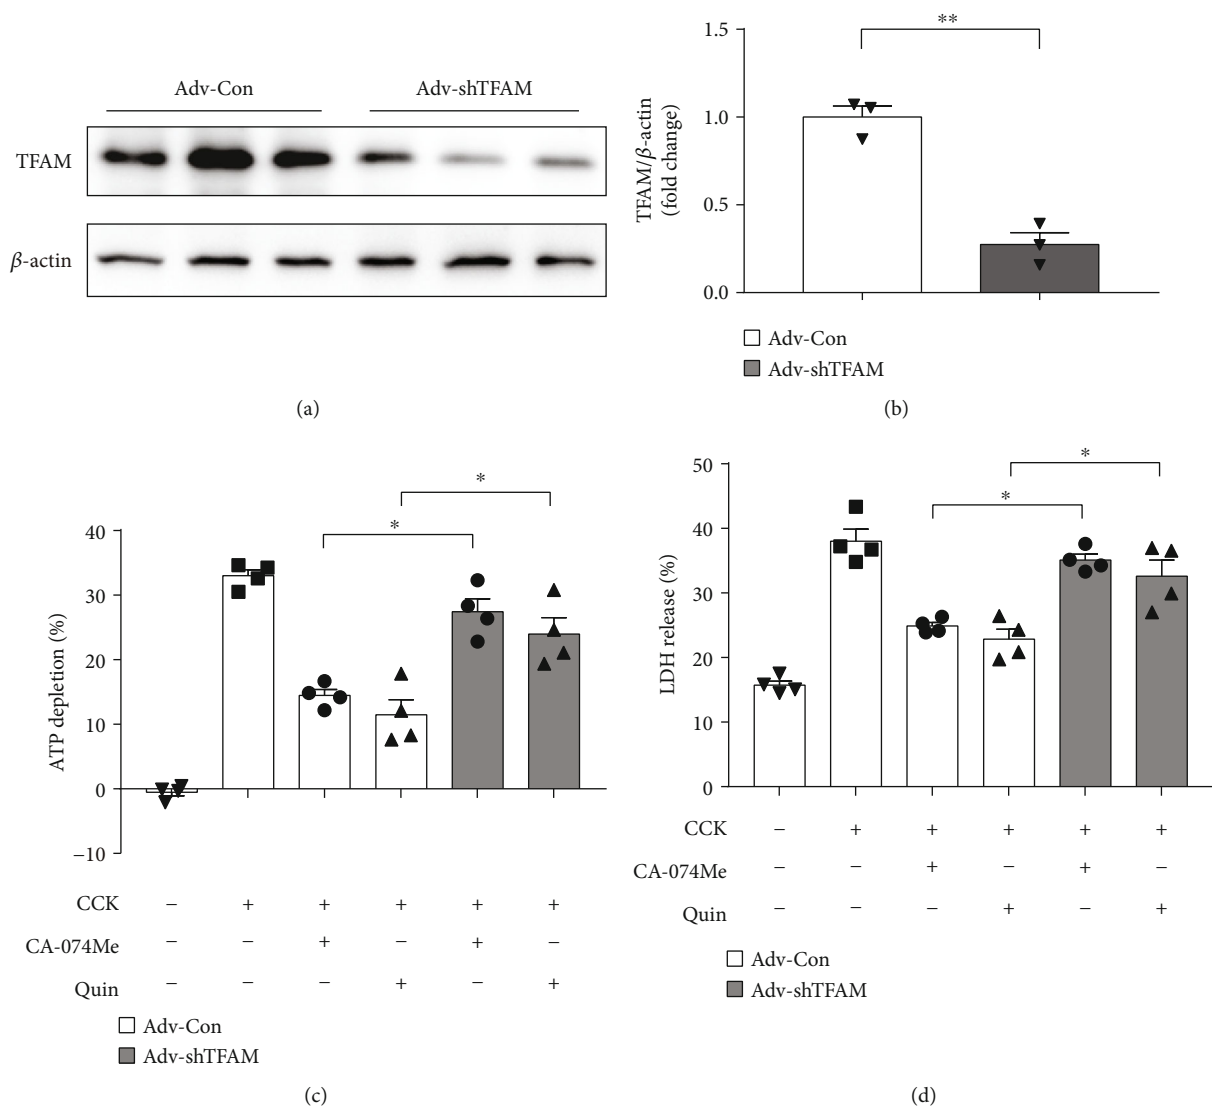 Adv-Con Adv-shTFAM
TFAM
β-actin
(a)
**
TFAM/β-actin
(fold change)
1.5
1.0
0.5
0.0
Adv-Con
Adv-shTFAM
(b)
* 
*
ATP depletion (%)
40
30
20
10
0
−10
CCK − + + + + +
CA-074Me − − + − + −
Quin − − − + − +
Adv-Con
Adv-shTFAM
(c)
*
*
LDH release (%)
50
40
30
20
10
0
CCK − + + + + +
CA-074Me − − + − + −
Quin − − − + − +
Adv-Con
Adv-shTFAM
(d)